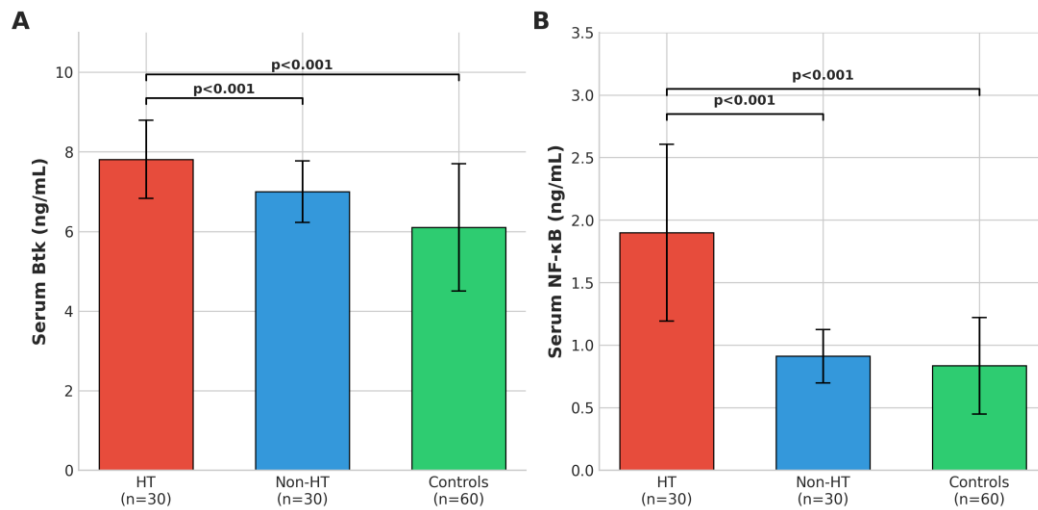 A
Serum Btk (ng/mL)
10
8
6
4
2
0
p<0.001
p<0.001
HT
(n=30)
Non-HT
(n=30)
Controls
(n=60)
B
Serum NF-κB (ng/mL)
3.5
3.0
2.5
2.0
1.5
1.0
0.5
0.0
p<0.001
p<0.001
HT
(n=30)
Non-HT
(n=30)
Controls
(n=60)